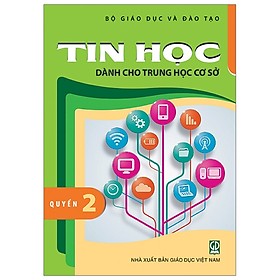 BỘ GIÁO DỤC VÀ ĐÀO TẠO
TIN HỌC
DÀNH CHO TRUNG HỌC CƠ SỞ
QUYỂN 2
NHÀ XUẤT BẢN GIÁO DỤC VIỆT NAM